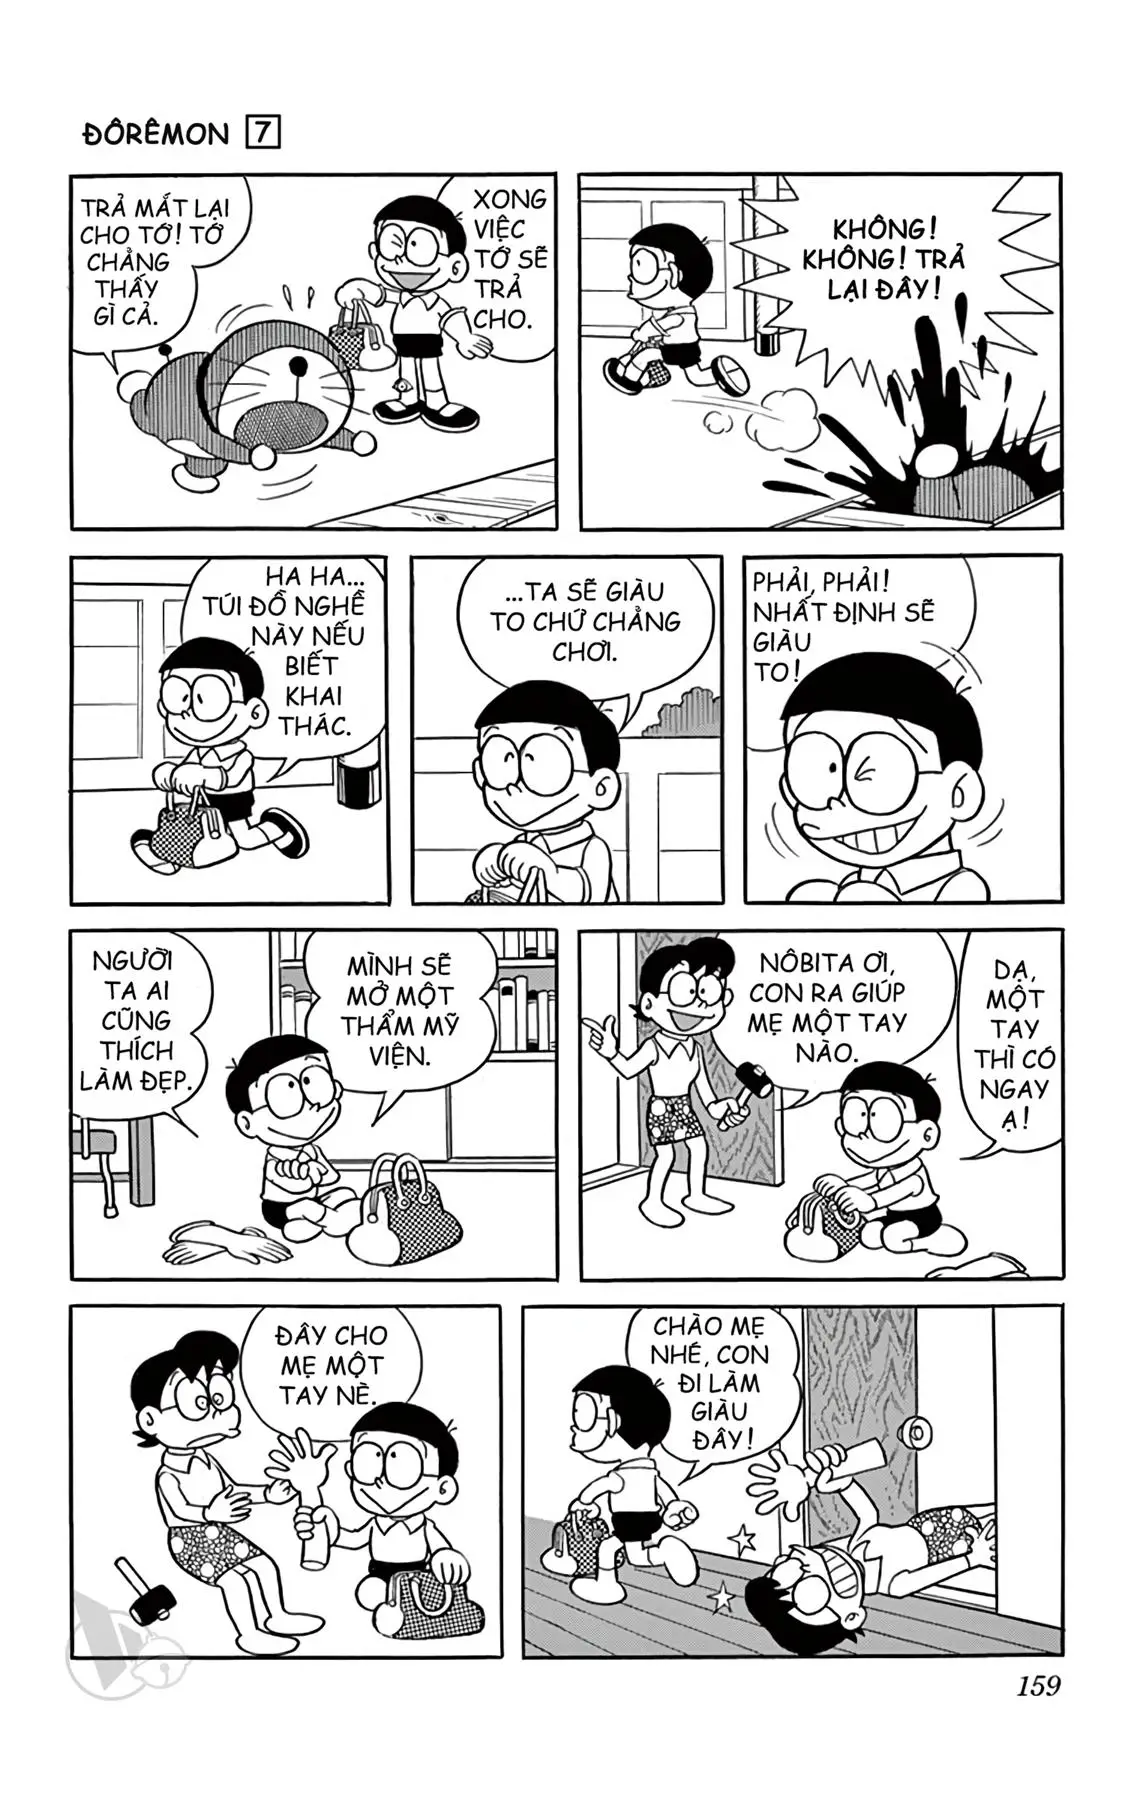 ĐÔRÊMON 7
TRẢ MẮT LẠI
CHO TỚ! TỚ
CHẲNG
THẤY
GÌ CẢ.
XONG
VIỆC
TỚ SẼ
TRẢ
CHO.
KHÔNG!
KHÔNG! TRẢ
LẠI ĐÂY!
HA HA...
TÚI ĐỒ NGHỀ
NÀY NẾU
BIẾT
KHAI
THÁC.
...TA SẼ GIÀU
TO CHỨ CHẲNG
CHƠI.
PHẢI, PHẢI!
NHẤT ĐỊNH SẼ
GIÀU
TO!
NGƯỜI
TA AI
CŨNG
THÍCH
LÀM ĐẸP.
MÌNH SẼ
MỞ MỘT
THẨM MỸ
VIỆN.
NÔBITA ƠI,
CON RA GIÚP
MẸ MỘT TAY
NÀO.
DẠ,
MỘT
TAY
THÌ CÓ
NGAY
Ạ!
ĐÂY CHO
MẸ MỘT
TAY NÈ.
CHÀO MẸ
NHÉ, CON
ĐI LÀM
GIÀU
ĐÂY!
159